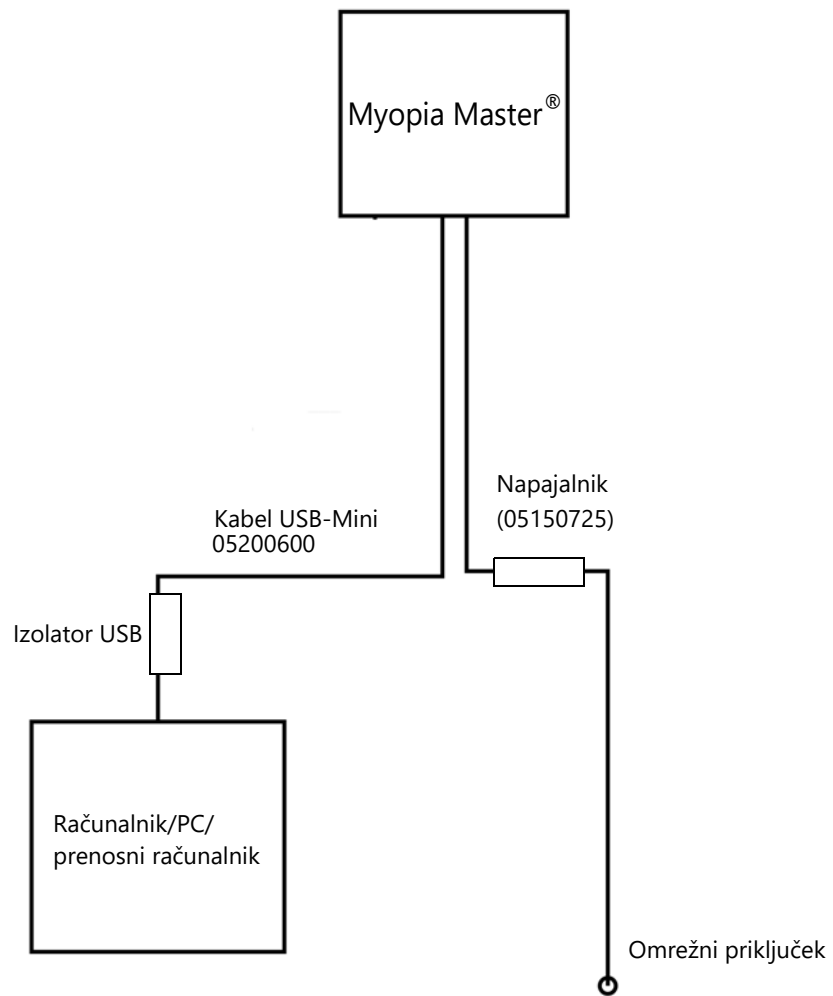 Myopia Master®
Napajalnik
(05150725)
Kabel USB-Mini
05200600
Izolator USB
Računalnik/PC/
prenosni računalnik
Omrežni priključek